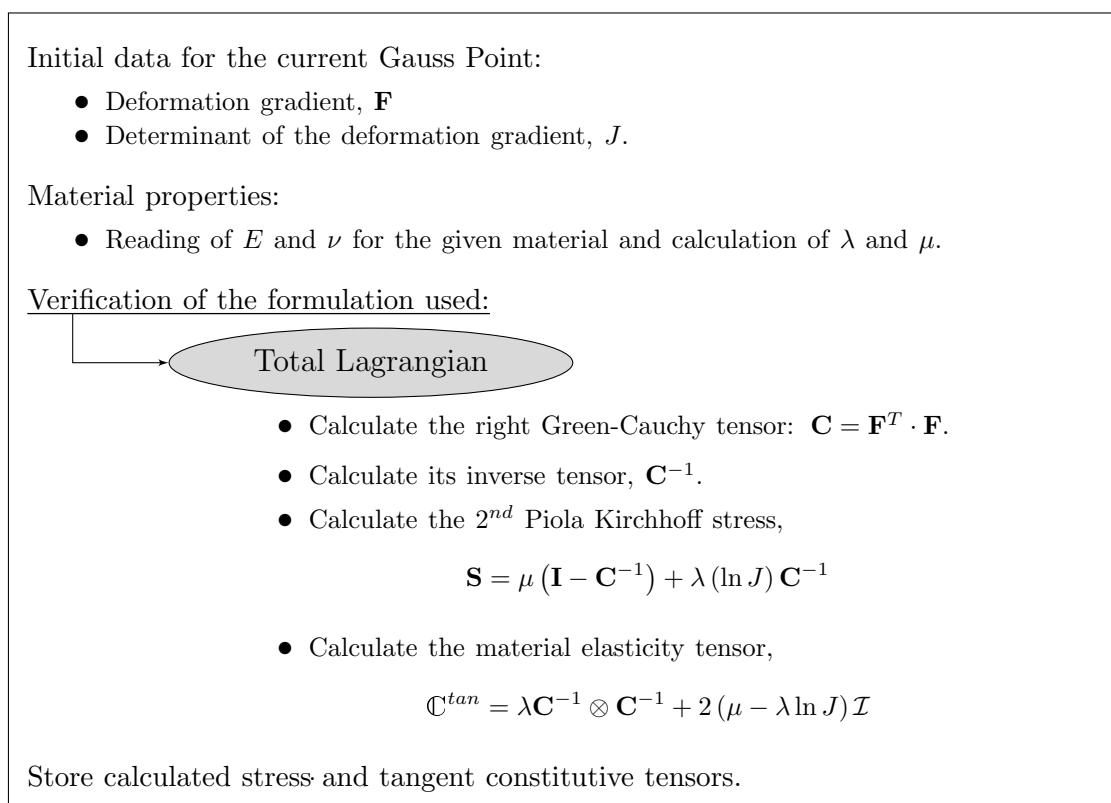 Initial data for the current Gauss Point:
• Deformation gradient, F
• Determinant of the deformation gradient, J.
Material properties:
• Reading of E and ν for the given material and calculation of λ and μ.
Verification of the formulation used:
Total Lagrangian
• Calculate the right Green-Cauchy tensor: C = F^T · F.
• Calculate its inverse tensor, C^{-1}.
• Calculate the 2^{nd} Piola Kirchhoff stress,
S = μ (I − C^{-1}) + λ (ln J) C^{-1}
• Calculate the material elasticity tensor,
ℂ^{tan} = λC^{-1} ⊗ C^{-1} + 2 (μ − λ ln J) ℐ
Store calculated stress and tangent constitutive tensors.